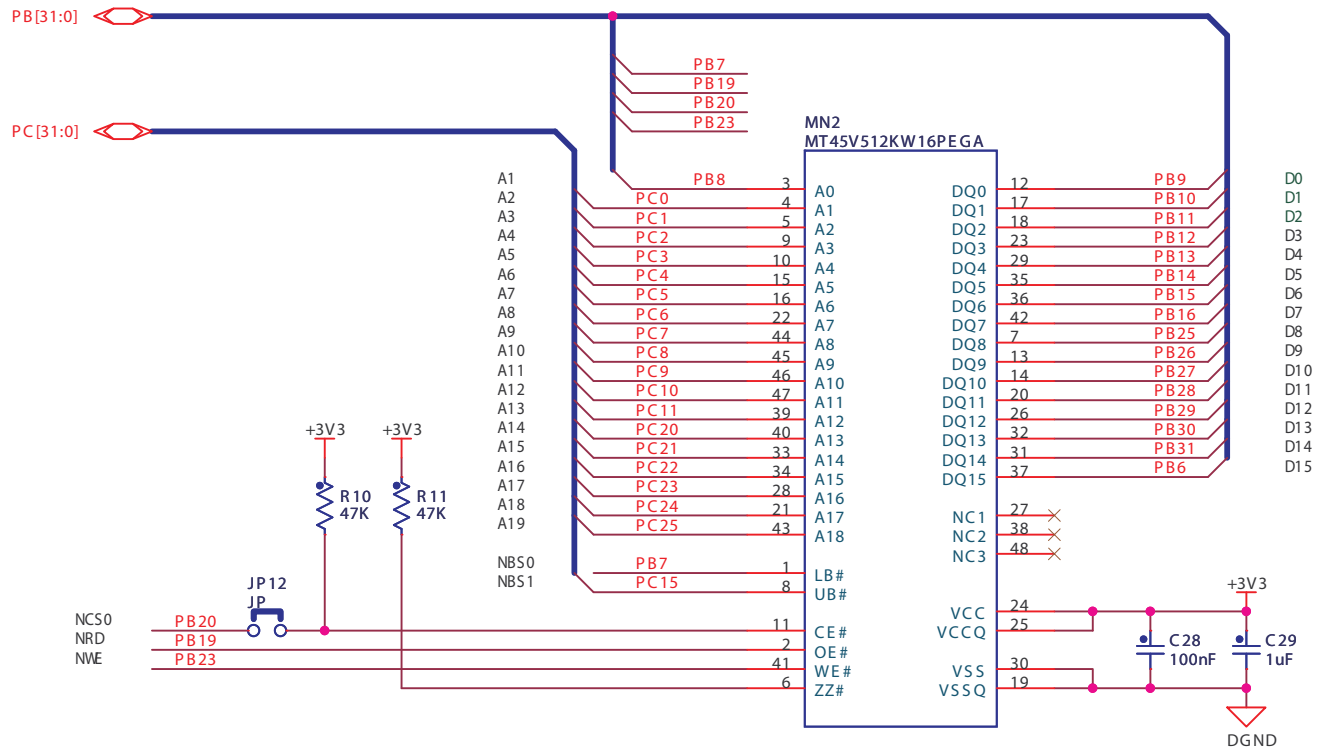 PB[31:0]
PB7
PB19
PB20
PB23
PC[31:0]
MN2
MT45V512KW16PEGA
A1 PB8 3 A0 DQ0 12 PB9 D0
A2 PC0 4 A1 DQ1 17 PB10 D1
A3 PC1 5 A2 DQ2 18 PB11 D2
A4 PC2 9 A3 DQ3 23 PB12 D3
A5 PC3 10 A4 DQ4 29 PB13 D4
A6 PC4 15 A5 DQ5 35 PB14 D5
A7 PC5 16 A6 DQ6 36 PB15 D6
A8 PC6 22 A7 DQ7 42 PB16 D7
A9 PC7 44 A8 DQ8 7 PB25 D8
A10 PC8 45 A9 DQ9 13 PB26 D9
A11 PC9 46 A10 DQ10 14 PB27 D10
A12 PC10 47 A11 DQ11 20 PB28 D11
A13 PC11 39 A12 DQ12 26 PB29 D12
A14 PC20 40 A13 DQ13 32 PB30 D13
A15 PC21 33 A14 DQ14 31 PB31 D14
A16 PC22 34 A15 DQ15 37 PB6 D15
A17 PC23 28 A16
A18 PC24 21 A17 NC1 27
A19 PC25 43 A18 NC2 38
NC3 48
+3V3 +3V3
R10 R11
47K 47K
NBS0 PB7 1 LB#
NBS1 PC15 8 UB#
JP12
JP
+3V3
VCC 24
NCS0 PB20 11 CE# VCCQ 25
NRD PB19 2 OE#
NWE PB23 41 WE# VSS 30
6 ZZ# VSSQ 19
C28 C29
100nF 1uF
DGND